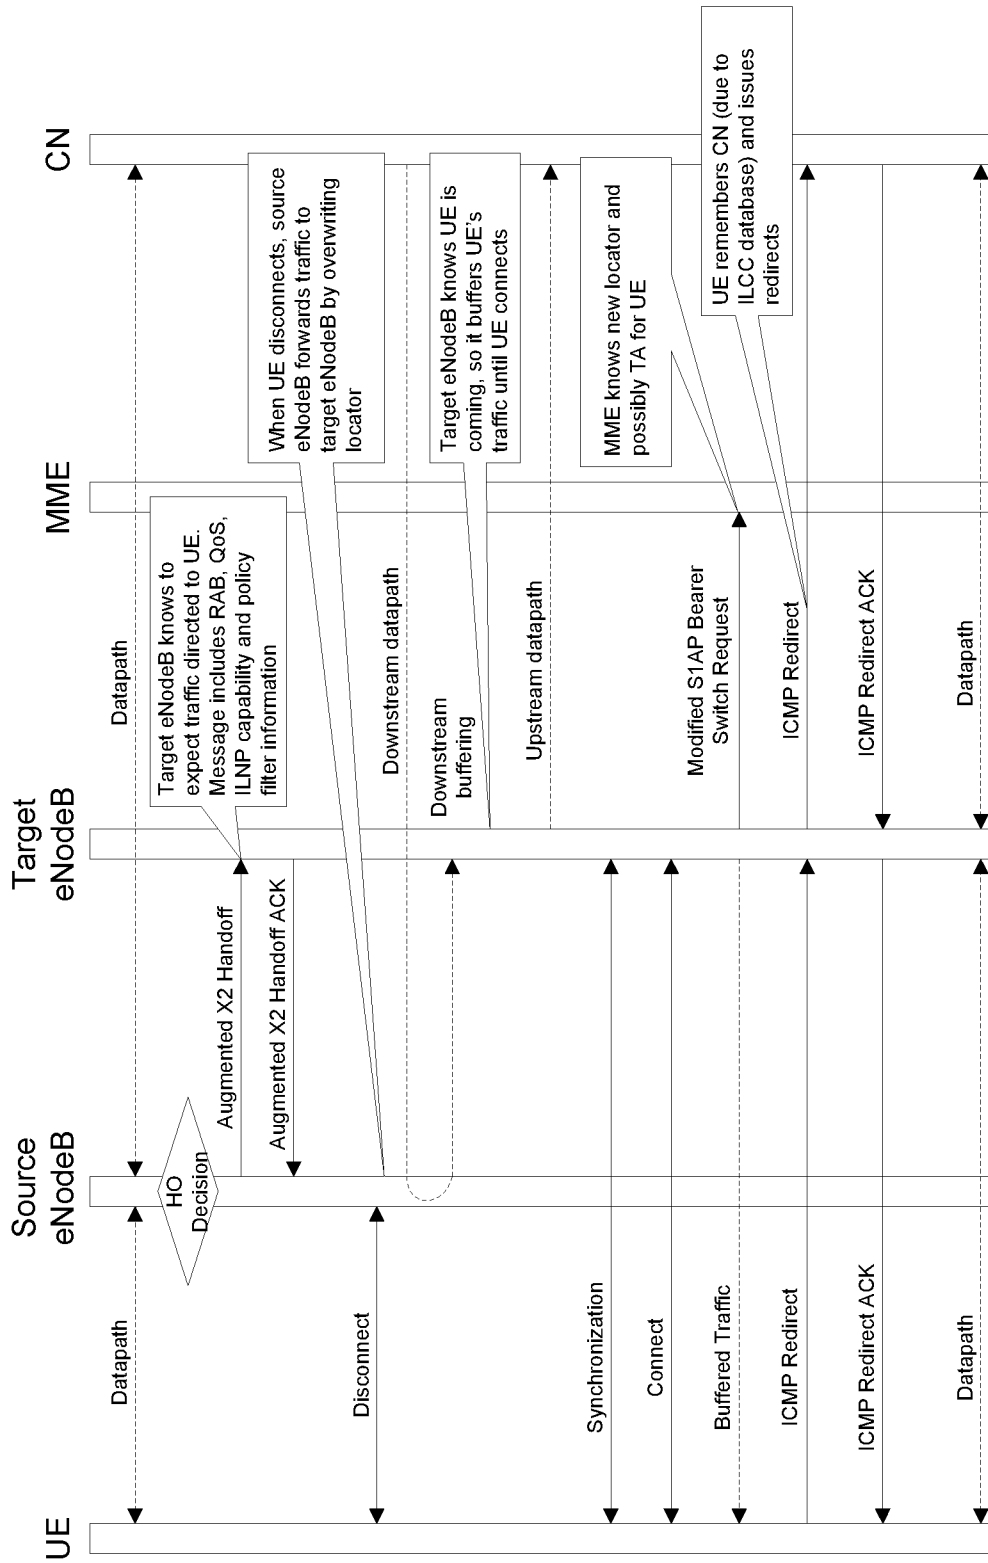 UE
Source
eNodeB
Target
eNodeB
MME
CN
Datapath
Datapath
HO
Decision
Augmented X2 Handoff
Target eNodeB knows to
expect traffic directed to UE.
Message includes RAB, QoS,
ILNP capability and policy
filter information
Augmented X2 Handoff ACK
Disconnect
When UE disconnects, source
eNodeB forwards traffic to
target eNodeB by overwriting
locator
Downstream datapath
Downstream
buffering
Target eNodeB knows UE is
coming, so it buffers UE's
traffic until UE connects
Upstream datapath
Synchronization
Connect
Buffered Traffic
Modified S1AP Bearer
Switch Request
MME knows new locator and
possibly TA for UE
ICMP Redirect
ICMP Redirect
UE remembers CN (due to
ILCC database) and issues
redirects
ICMP Redirect ACK
ICMP Redirect ACK
Datapath
Datapath